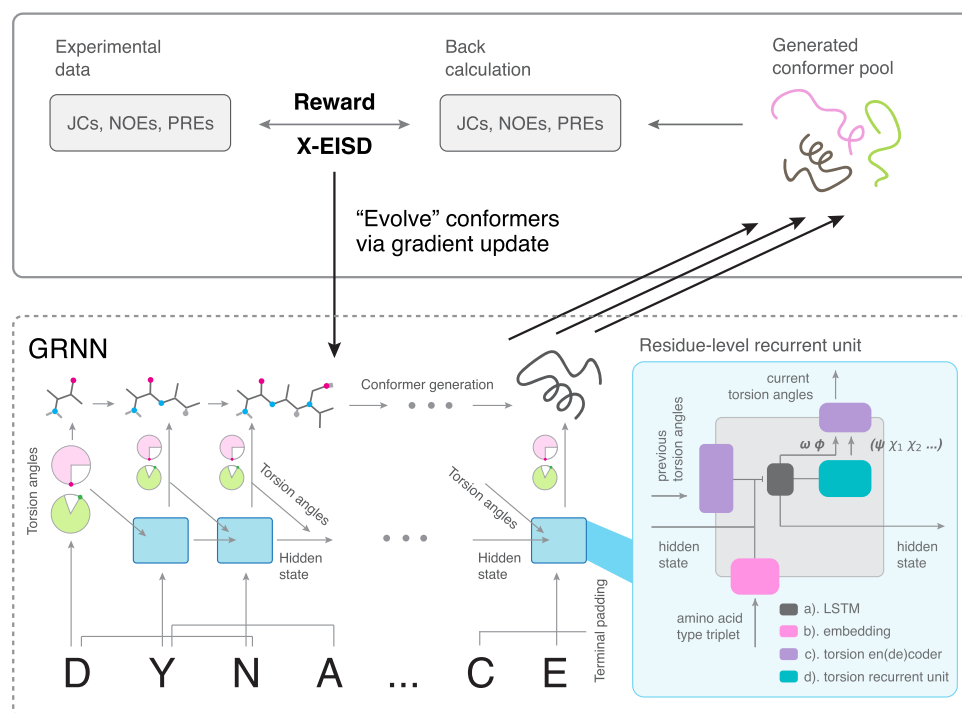 Experimental
data
JCs, NOEs, PREs
Reward
X-EISD
Back
calculation
JCs, NOEs, PREs
Generated
conformer pool
“Evolve” conformers
via gradient update
GRNN
Conformer generation
Torsion angles
Torsion angles
Torsion angles
Hidden
state
Hidden
state
Terminal padding
D Y N A ... C E
Residue-level recurrent unit
current
torsion angles
previous
torsion angles
ω ϕ (ψ χ1 χ2 ...)
hidden
state
hidden
state
amino acid
type triplet
a). LSTM
b). embedding
c). torsion en(de)coder
d). torsion recurrent unit